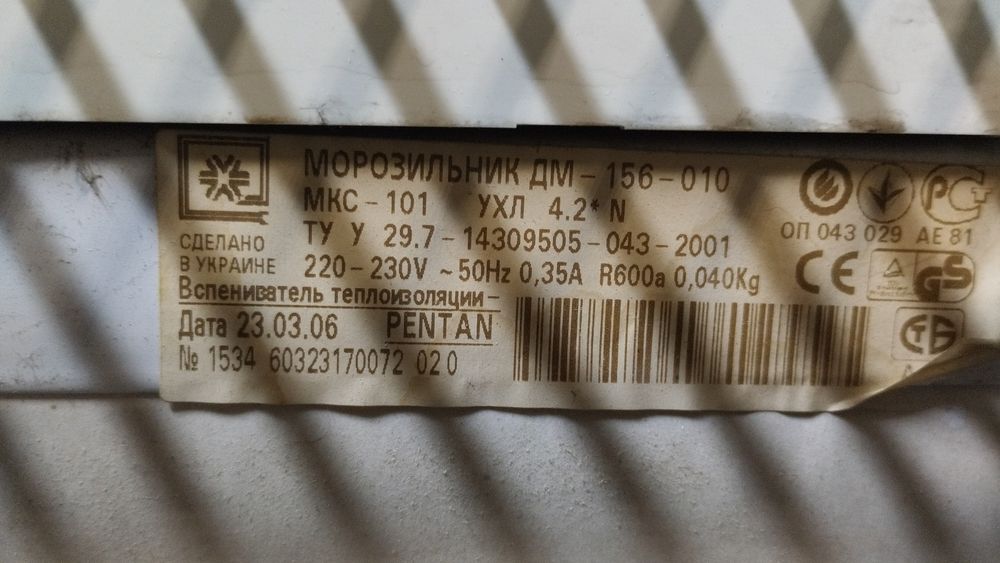 МОРОЗИЛЬНИК ДМ-156-010
МКС-101 УХЛ 4.2* N
ТУ У 29.7-14309505-043-2001
220-230V ~50Hz 0,35A R600a 0,040Kg
СДЕЛАНО
В УКРАИНЕ
Вспениватель теплоизоляции-
PENTAN
Дата 23.03.06
№ 1534 60323170072 02 0
РСТ
ОП 043 029 АЕ 81
CE
GS